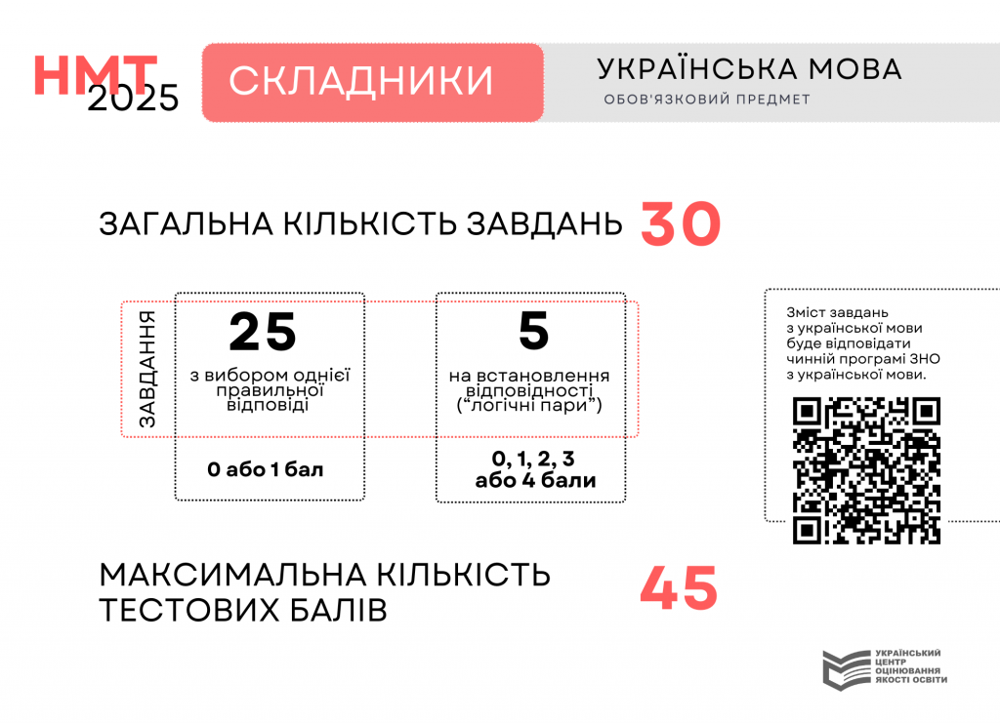 НМТ
2025
СКЛАДНИКИ
УКРАЇНСЬКА МОВА
ОБОВ'ЯЗКОВИЙ ПРЕДМЕТ
ЗАГАЛЬНА КІЛЬКІСТЬ ЗАВДАНЬ 30
ЗАВДАННЯ
25
з вибором однієї
правильної
відповіді
0 або 1 бал
5
на встановлення
відповідності
(“логічні пари”)
0, 1, 2, 3
або 4 бали
Зміст завдань
з української мови
буде відповідати
чинній програмі ЗНО
з української мови.
МАКСИМАЛЬНА КІЛЬКІСТЬ
ТЕСТОВИХ БАЛІВ
45
УКРАЇНСЬКИЙ
ЦЕНТР
ОЦІНЮВАННЯ
ЯКОСТІ ОСВІТИ